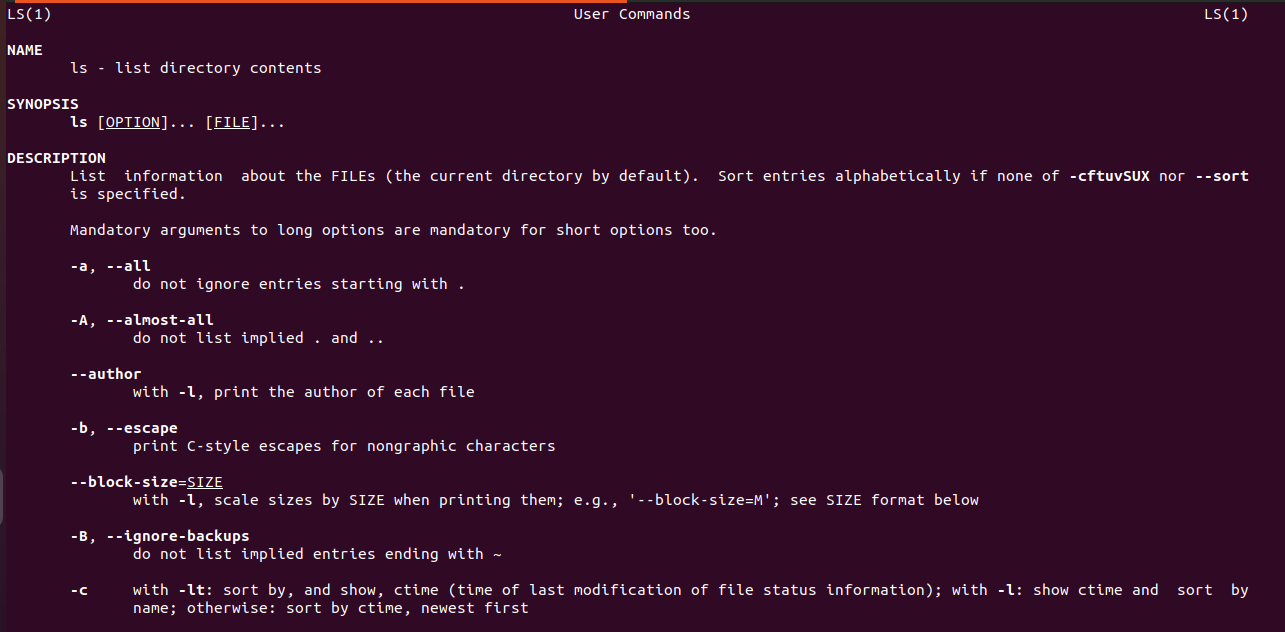 LS(1) User Commands LS(1)
NAME
ls - list directory contents
SYNOPSIS
ls [OPTION]... [FILE]...
DESCRIPTION
List  information  about the FILEs (the current directory by default).  Sort entries alphabetically if none of -cftuvSUX nor --sort
is specified.
Mandatory arguments to long options are mandatory for short options too.
-a, --all
do not ignore entries starting with .
-A, --almost-all
do not list implied . and ..
--author
with -l, print the author of each file
-b, --escape
print C-style escapes for nongraphic characters
--block-size=SIZE
with -l, scale sizes by SIZE when printing them; e.g., '--block-size=M'; see SIZE format below
-B, --ignore-backups
do not list implied entries ending with ~
-c     with -lt: sort by, and show, ctime (time of last modification of file status information); with -l: show ctime and  sort  by
name; otherwise: sort by ctime, newest first